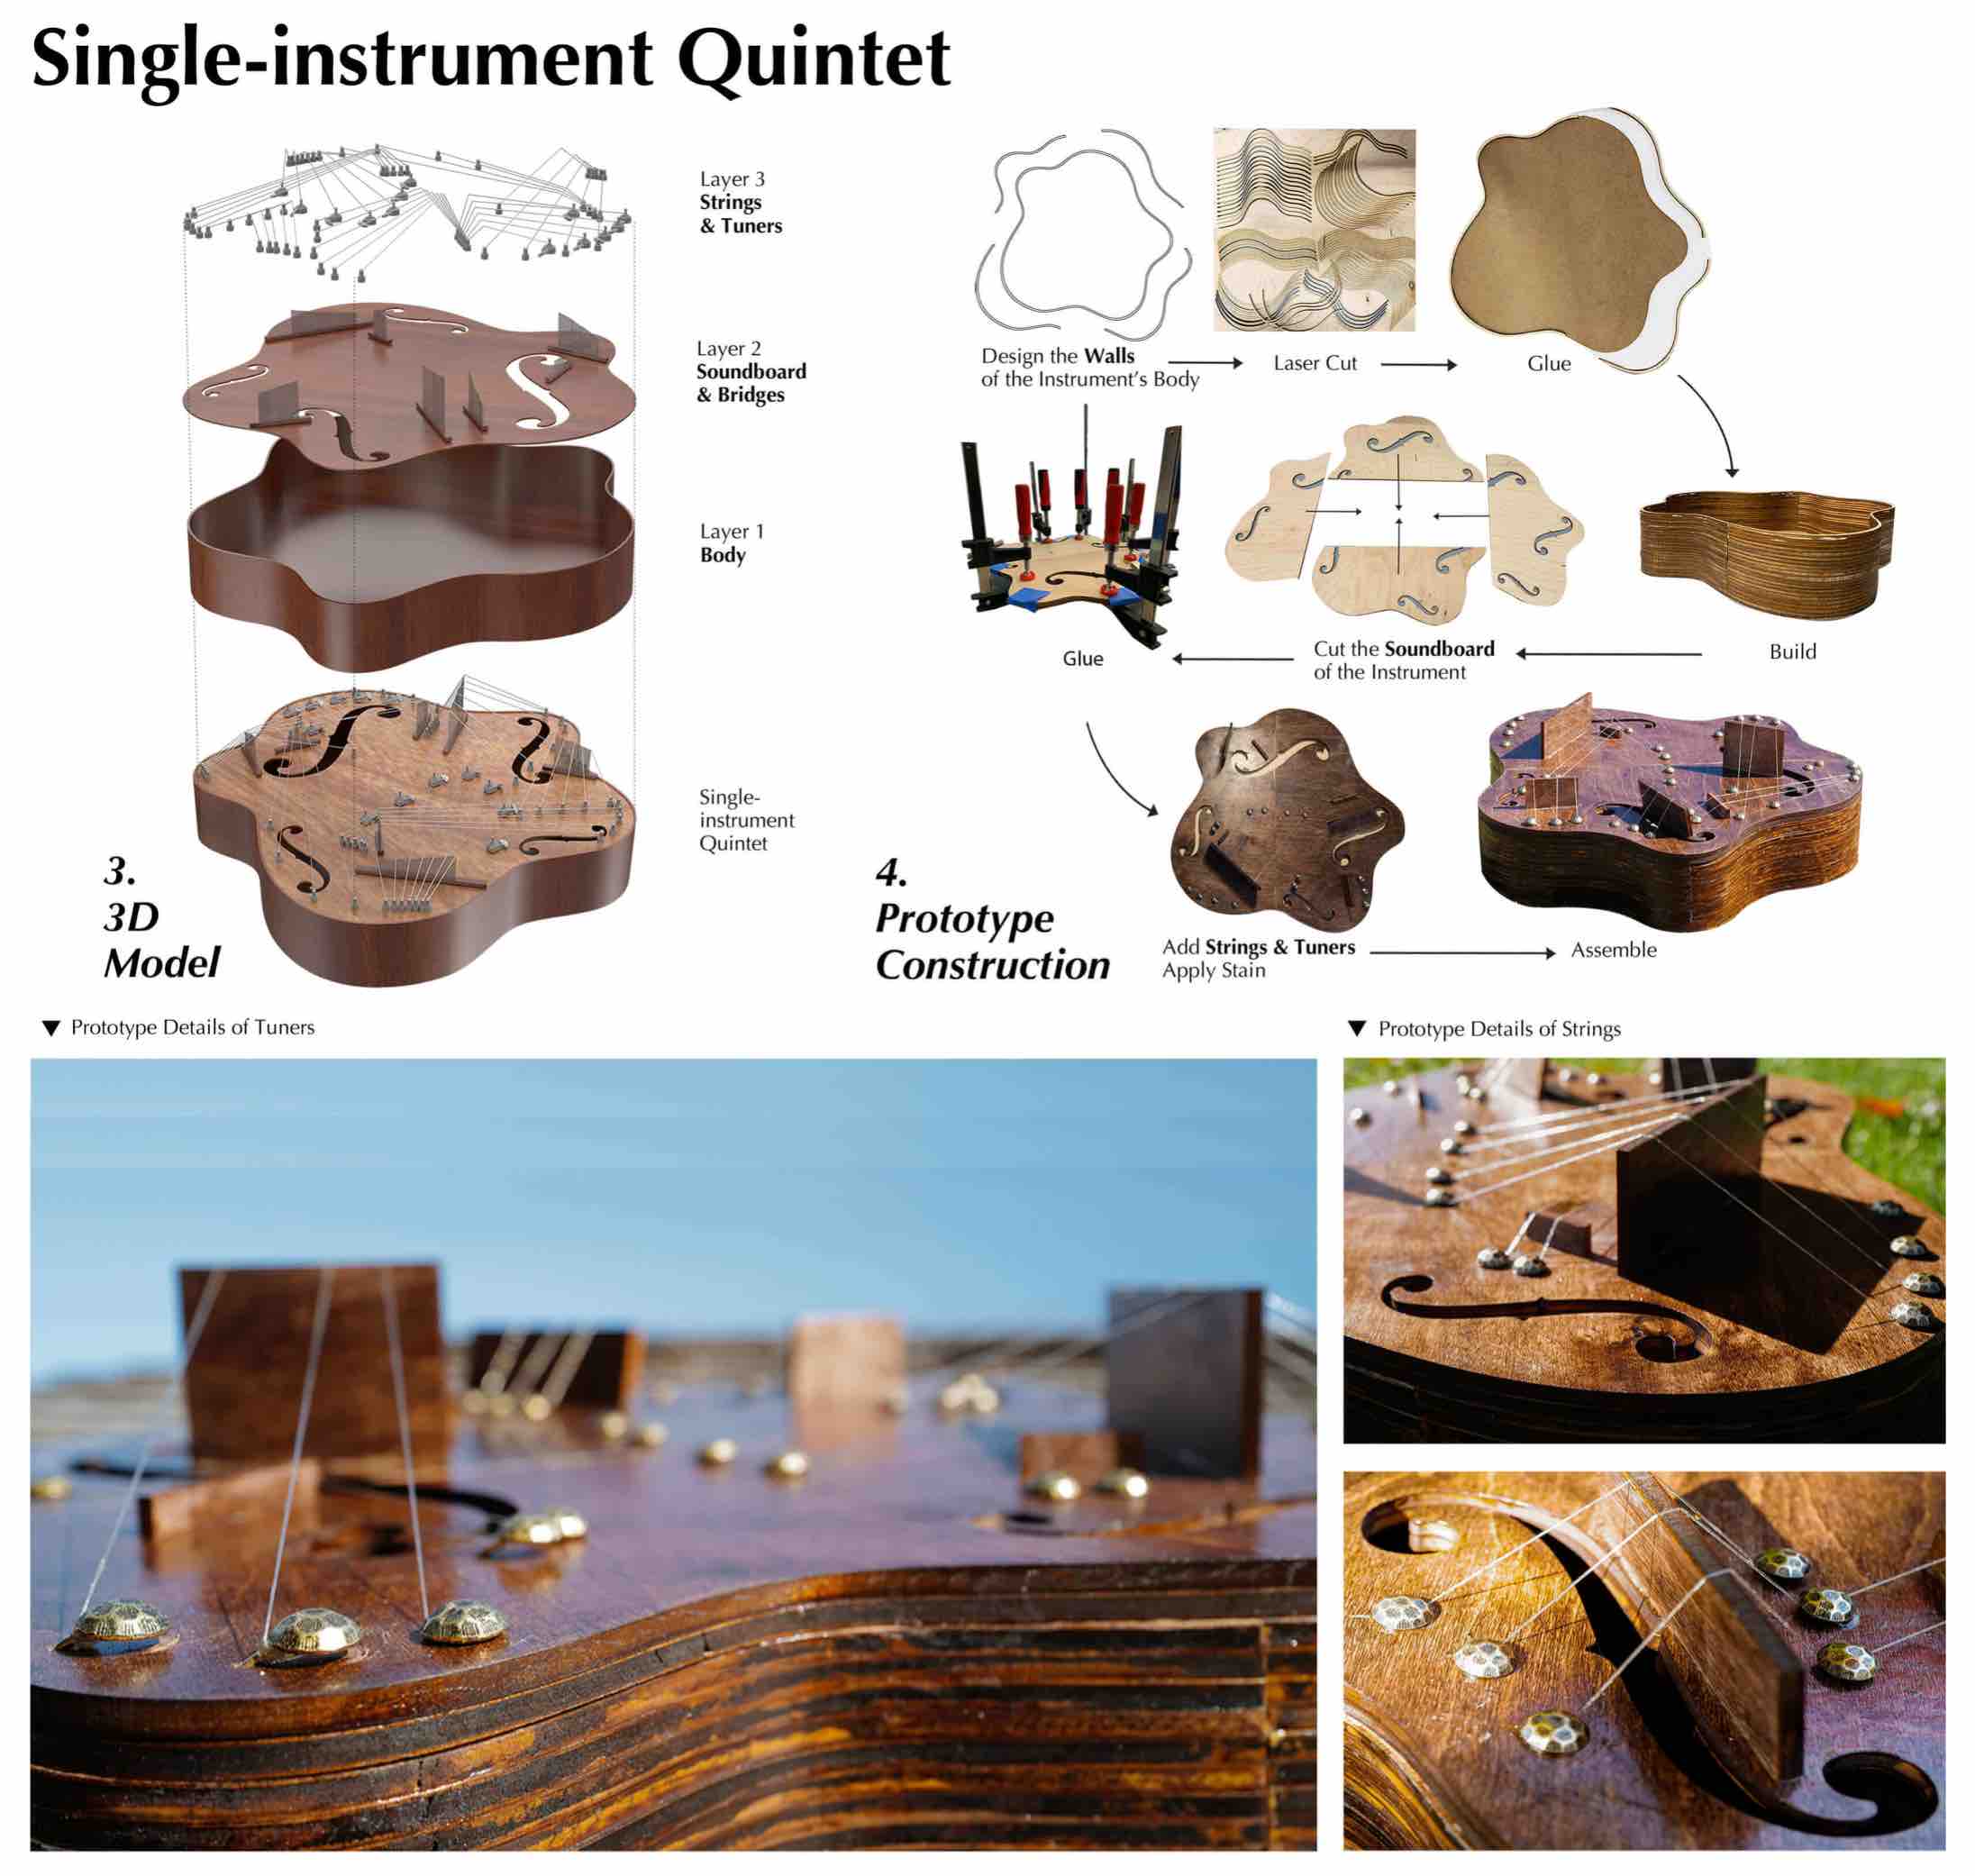 Single-instrument Quintet
Layer 3
Strings
& Tuners
Layer 2
Soundboard
& Bridges
Layer 1
Body
Single-
instrument
Quintet
3.
3D
Model
Design the Walls
of the Instrument's Body
Laser Cut
Glue
Build
Cut the Soundboard
of the Instrument
Glue
Add Strings & Tuners
Apply Stain
Assemble
4.
Prototype
Construction
▼ Prototype Details of Tuners
▼ Prototype Details of Strings